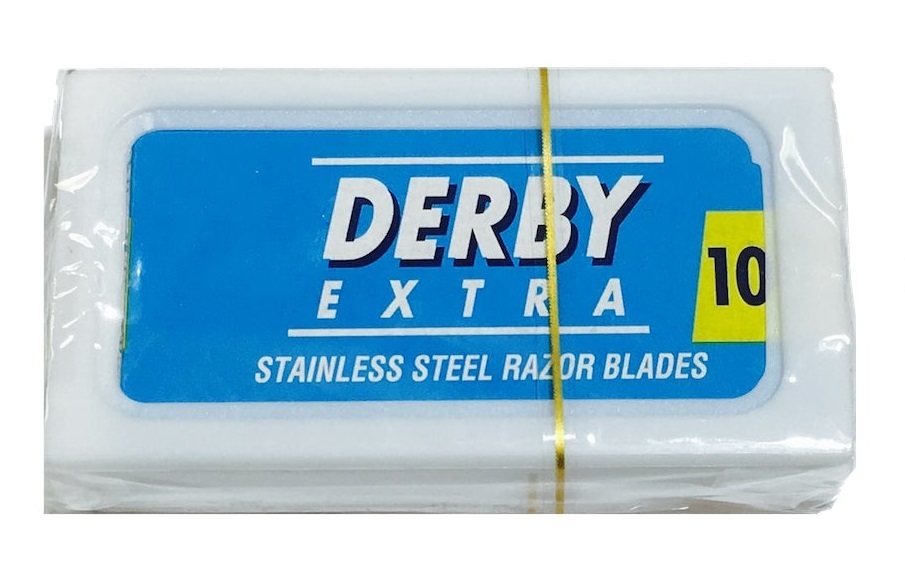 DERBY
EXTRA
10
STAINLESS STEEL RAZOR BLADES